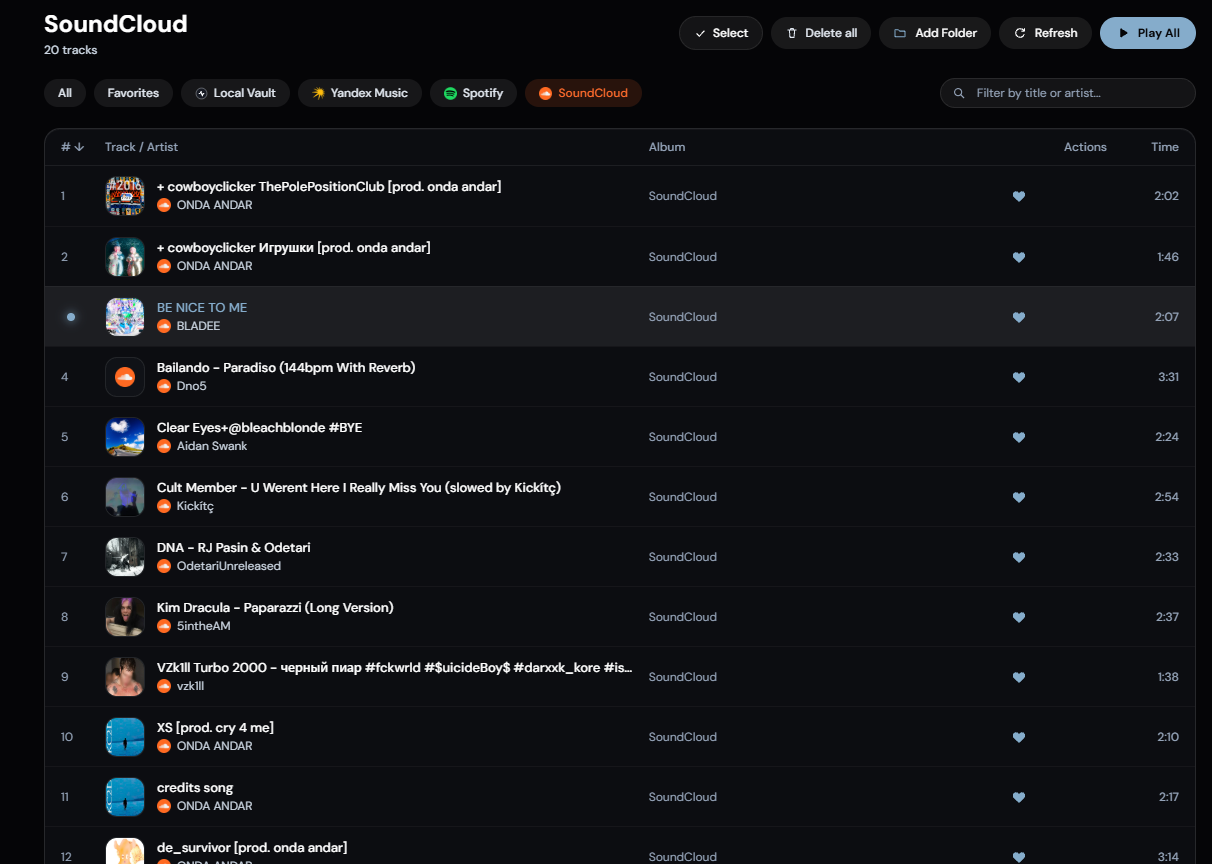 SoundCloud
20 tracks
Select
Delete all
Add Folder
Refresh
Play All
All
Favorites
Local Vault
Yandex Music
Spotify
SoundCloud
Filter by title or artist...
# Track / Artist Album Actions Time
1
#2016
+ cowboyclicker ThePolePositionClub [prod. onda andar]
ONDA ANDAR
SoundCloud
2:02
2
+ cowboyclicker Игрушки [prod. onda andar]
ONDA ANDAR
SoundCloud
1:46
BE NICE TO ME
BLADEE
SoundCloud
2:07
4
Bailando - Paradiso (144bpm With Reverb)
Dno5
SoundCloud
3:31
5
Clear Eyes+@bleachblonde #BYE
Aidan Swank
SoundCloud
2:24
6
Cult Member - U Werent Here I Really Miss You (slowed by Kickítç)
Kickítç
SoundCloud
2:54
7
DNA - RJ Pasin & Odetari
OdetariUnreleased
SoundCloud
2:33
8
Kim Dracula - Paparazzi (Long Version)
5intheAM
SoundCloud
2:37
9
VZk1ll Turbo 2000 - черный пиар #fckwrld #$uicideBoy$ #darxxk_kore #is...
vzk1ll
SoundCloud
1:38
10
XS [prod. cry 4 me]
ONDA ANDAR
SoundCloud
2:10
11
credits song
ONDA ANDAR
SoundCloud
2:17
12
de_survivor [prod. onda andar]
ONDA ANDAR
SoundCloud
3:14